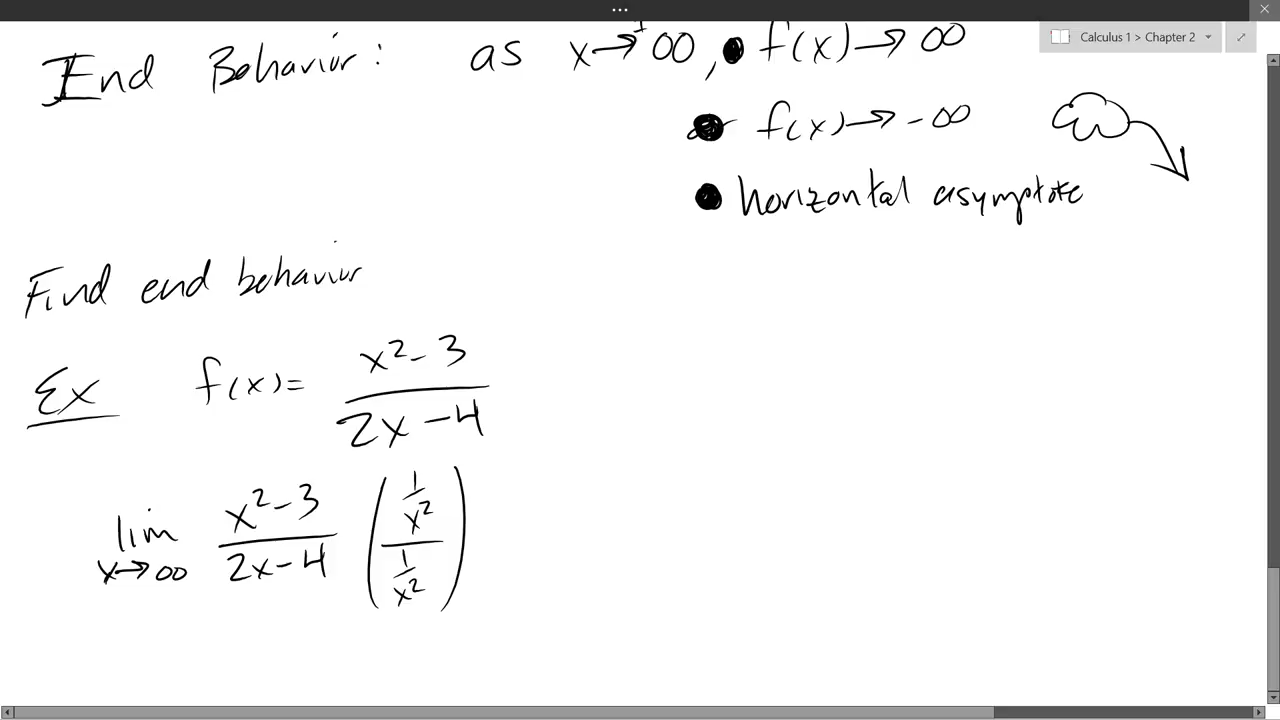 Calculus 1 > Chapter 2
End Behavior: as x→±∞, • f(x)→∞
• f(x)→-∞
• horizontal asymptote
Find end behavior
Ex f(x)= (x²-3)/(2x-4)
lim x→∞ (x²-3)/(2x-4) ((1/x²)/(1/x²))